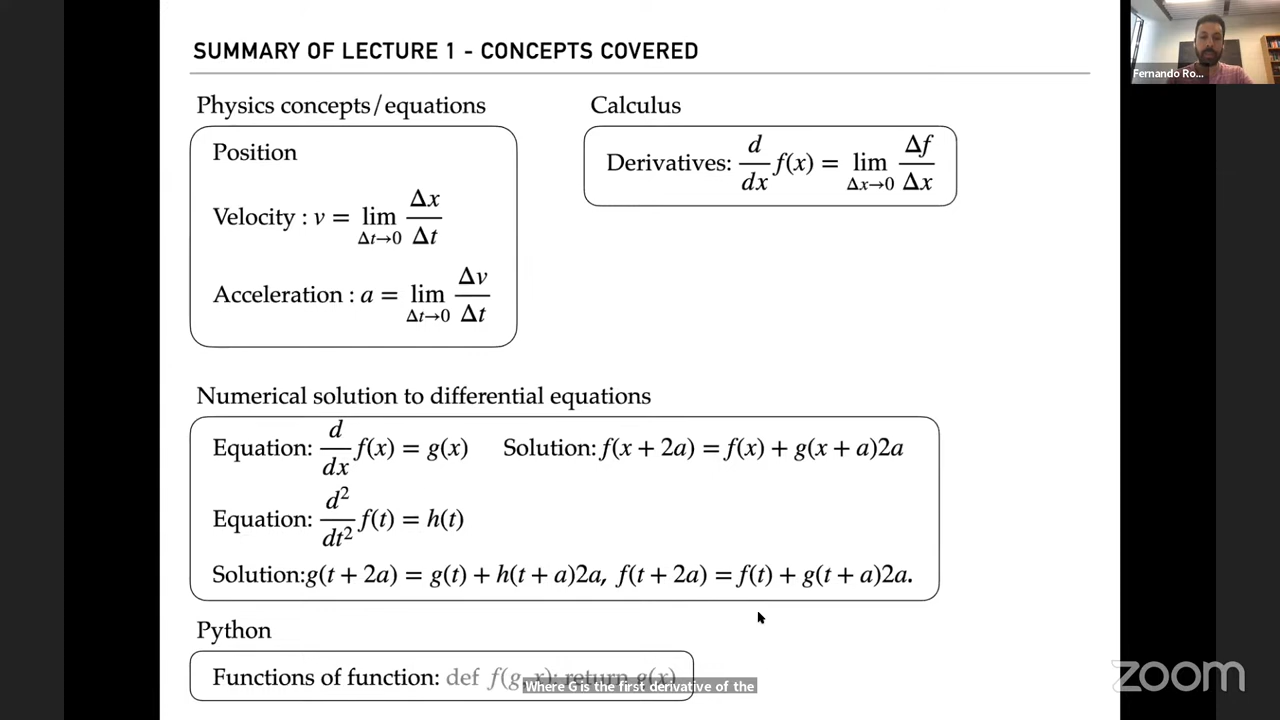 SUMMARY OF LECTURE 1 - CONCEPTS COVERED
Fernando Ro...
Physics concepts/equations
Position
Velocity : v = lim Δt→0 Δx/Δt
Acceleration : a = lim Δt→0 Δv/Δt
Calculus
Derivatives: d/dx f(x) = lim Δx→0 Δf/Δx
Numerical solution to differential equations
Equation: d/dx f(x) = g(x) Solution: f(x + 2a) = f(x) + g(x + a)2a
Equation: d²/dt² f(t) = h(t)
Solution:g(t + 2a) = g(t) + h(t + a)2a, f(t + 2a) = f(t) + g(t + a)2a.
Python
Functions of function: def f(g, x): return g(x)
Where G is the first derivative of the
zoom